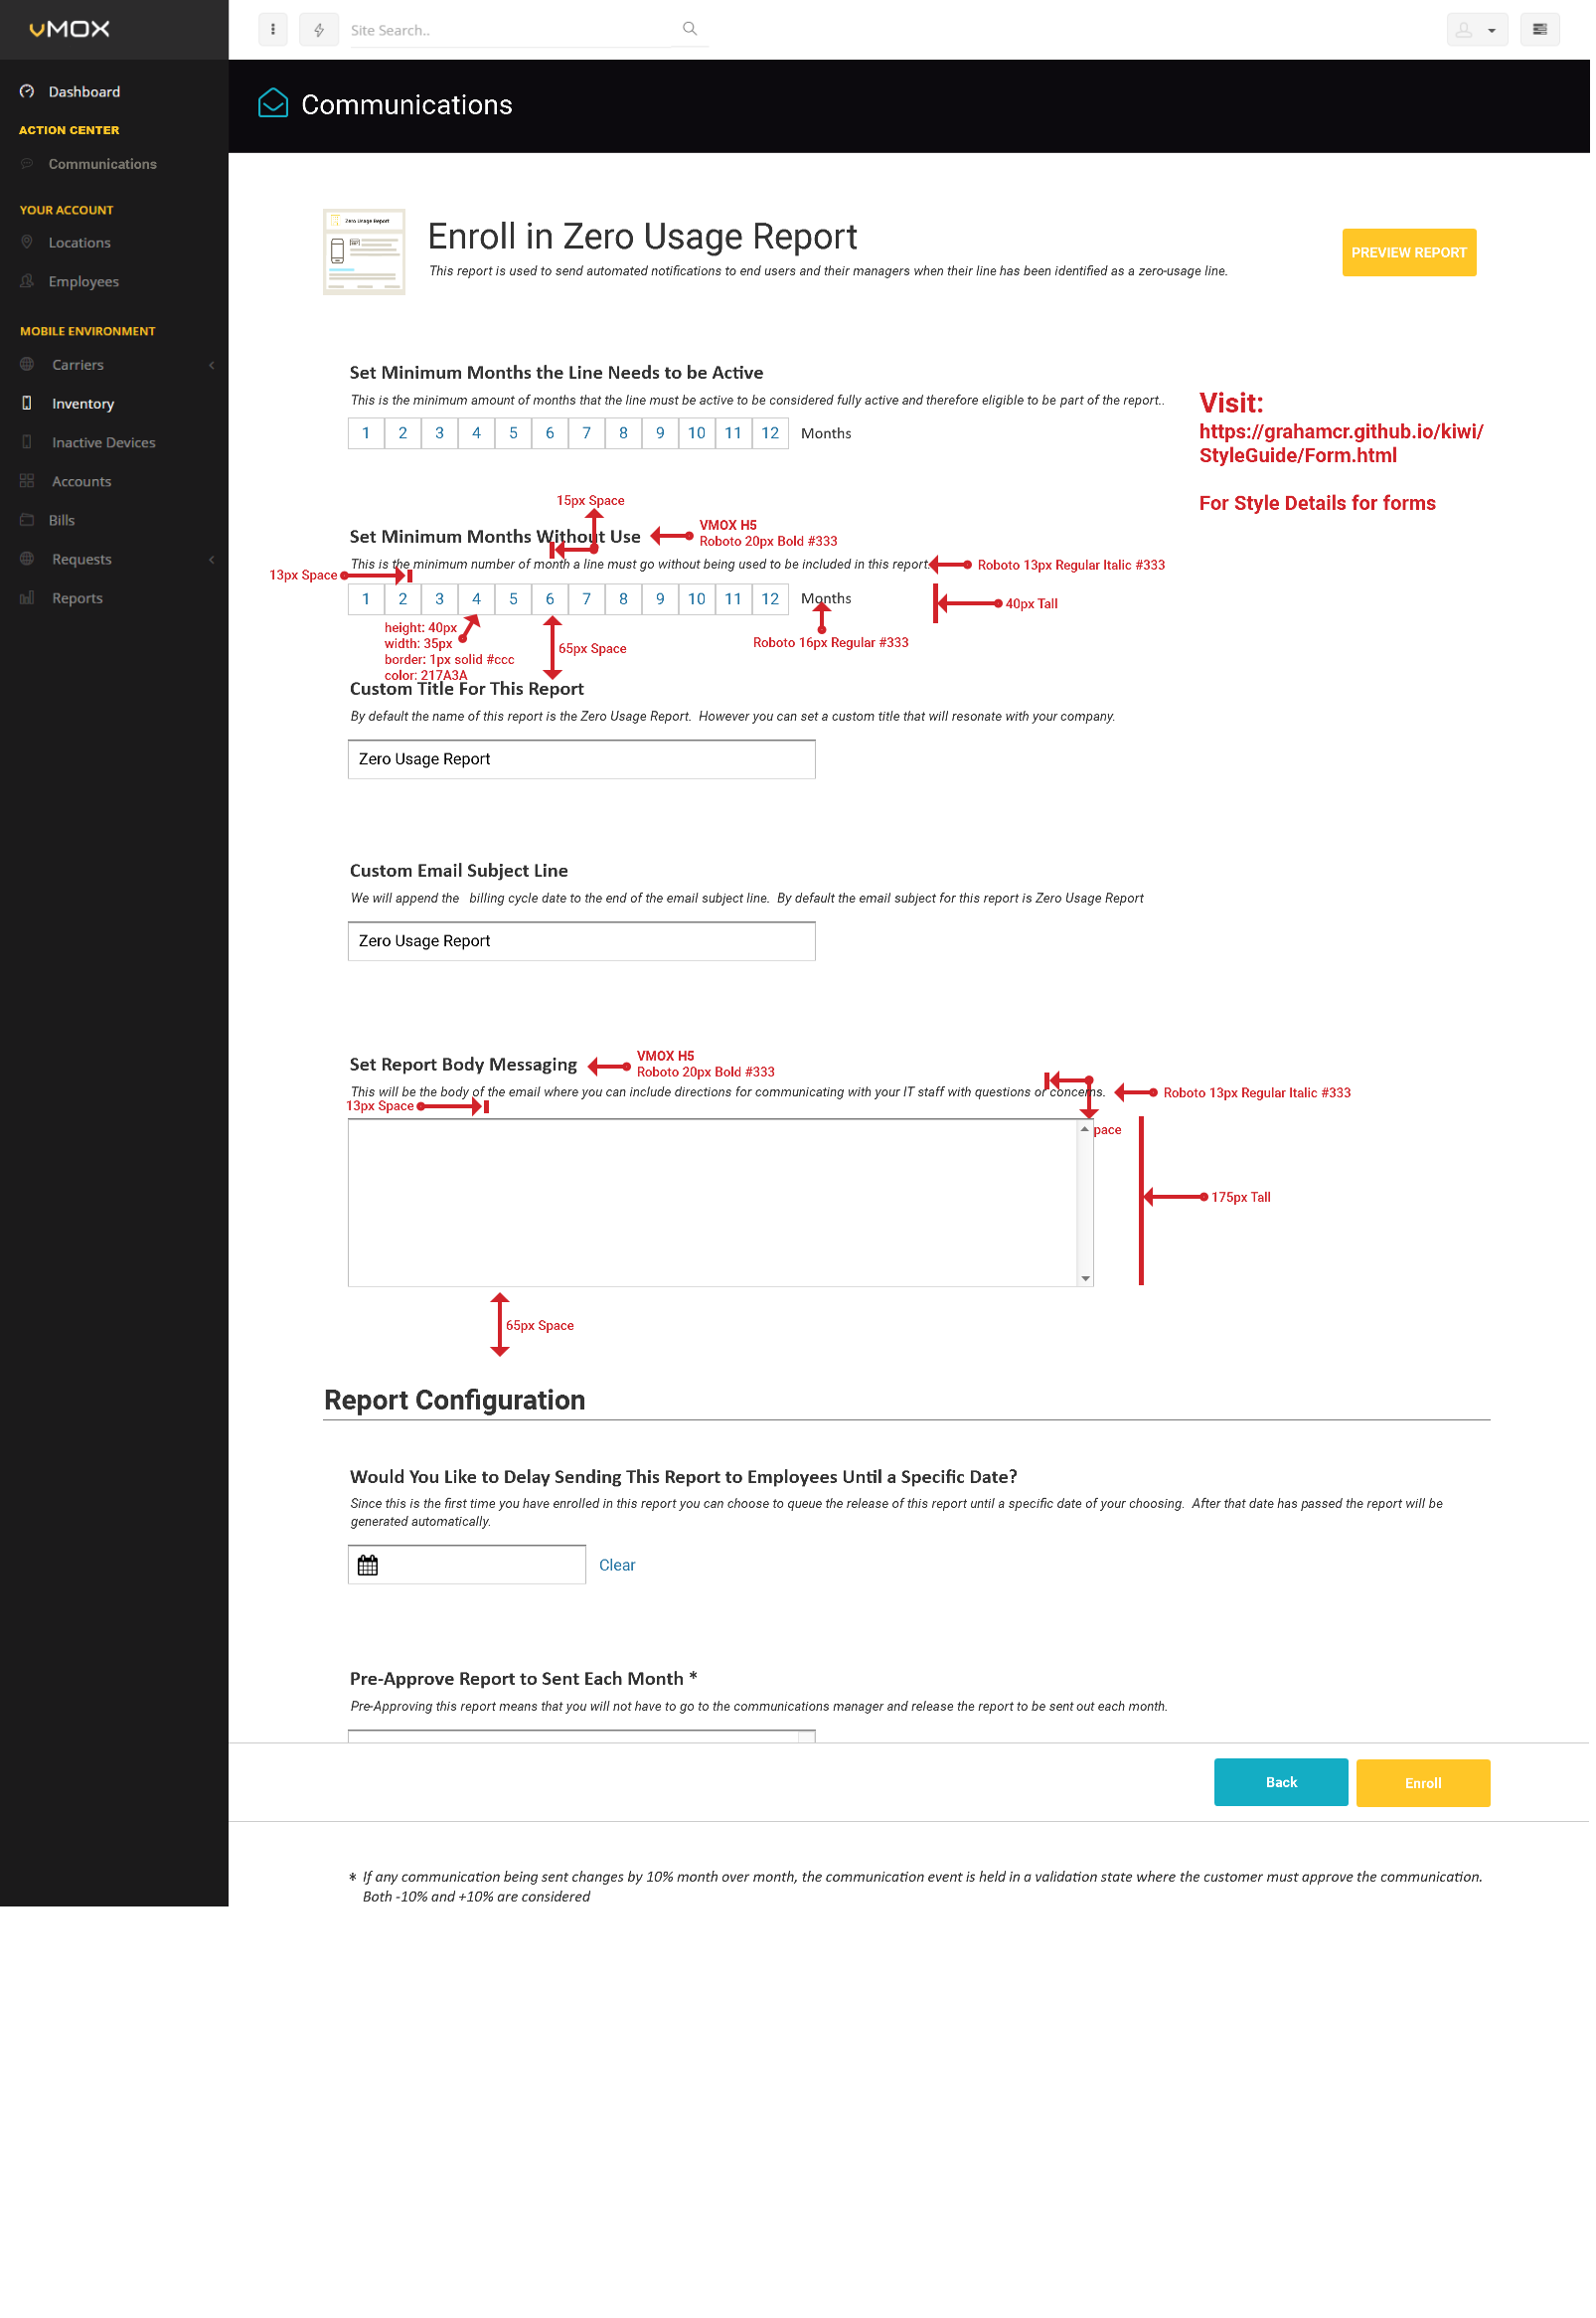 vMOX
Site Search..
Dashboard
ACTION CENTER
Communications
YOUR ACCOUNT
Locations
Employees
MOBILE ENVIRONMENT
Carriers
Inventory
Inactive Devices
Accounts
Bills
Requests
Reports
Communications
Zero Usage Report
Enroll in Zero Usage Report
This report is used to send automated notifications to end users and their managers when their line has been identified as a zero-usage line.
PREVIEW REPORT
Set Minimum Months the Line Needs to be Active
This is the minimum amount of months that the line must be active to be considered fully active and therefore eligible to be part of the report..
1 2 3 4 5 6 7 8 9 10 11 12 Months
Visit:
https://grahamcr.github.io/kiwi/
StyleGuide/Form.html
For Style Details for forms
15px Space
Set Minimum Months Without Use
VMOX H5
Roboto 20px Bold #333
This is the minimum number of month a line must go without being used to be included in this report.
Roboto 13px Regular Italic #333
13px Space
1 2 3 4 5 6 7 8 9 10 11 12 Months
40px Tall
height: 40px
width: 35px
border: 1px solid #ccc
color: 217A3A
65px Space
Roboto 16px Regular #333
Custom Title For This Report
By default the name of this report is the Zero Usage Report. However you can set a custom title that will resonate with your company.
Zero Usage Report
Custom Email Subject Line
We will append the billing cycle date to the end of the email subject line. By default the email subject for this report is Zero Usage Report
Zero Usage Report
Set Report Body Messaging
VMOX H5
Roboto 20px Bold #333
This will be the body of the email where you can include directions for communicating with your IT staff with questions or concerns.
Roboto 13px Regular Italic #333
13px Space
pace
175px Tall
65px Space
Report Configuration
Would You Like to Delay Sending This Report to Employees Until a Specific Date?
Since this is the first time you have enrolled in this report you can choose to queue the release of this report until a specific date of your choosing. After that date has passed the report will be
generated automatically.
Clear
Pre-Approve Report to Sent Each Month *
Pre-Approving this report means that you will not have to go to the communications manager and release the report to be sent out each month.
Back
Enroll
* If any communication being sent changes by 10% month over month, the communication event is held in a validation state where the customer must approve the communication.
Both -10% and +10% are considered